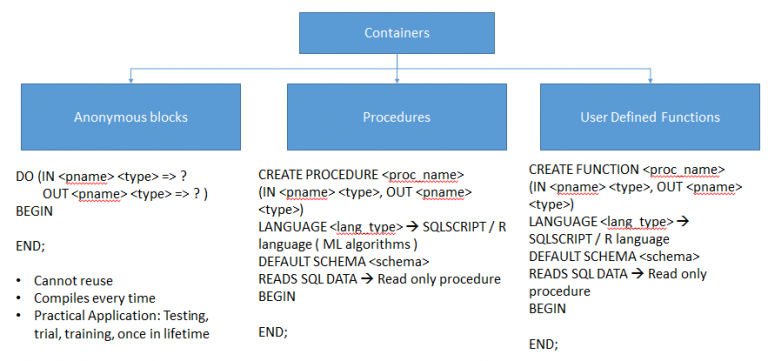 Containers
Anonymous blocks
Procedures
User Defined Functions
DO (IN <pname> <type> => ?
OUT <pname> <type> => ? )
BEGIN
END;
• Cannot reuse
• Compiles every time
• Practical Application: Testing,
trial, training, once in lifetime
CREATE PROCEDURE <proc_name>
(IN <pname> <type>, OUT <pname>
<type>)
LANGUAGE <lang_type> → SQLSCRIPT / R
language ( ML algorithms )
DEFAULT SCHEMA <schema>
READS SQL DATA → Read only procedure
BEGIN
END;
CREATE FUNCTION <proc_name>
(IN <pname> <type>, OUT <pname>
<type>)
LANGUAGE <lang_type> →
SQLSCRIPT / R language
DEFAULT SCHEMA <schema>
READS SQL DATA → Read only
procedure
BEGIN
END;